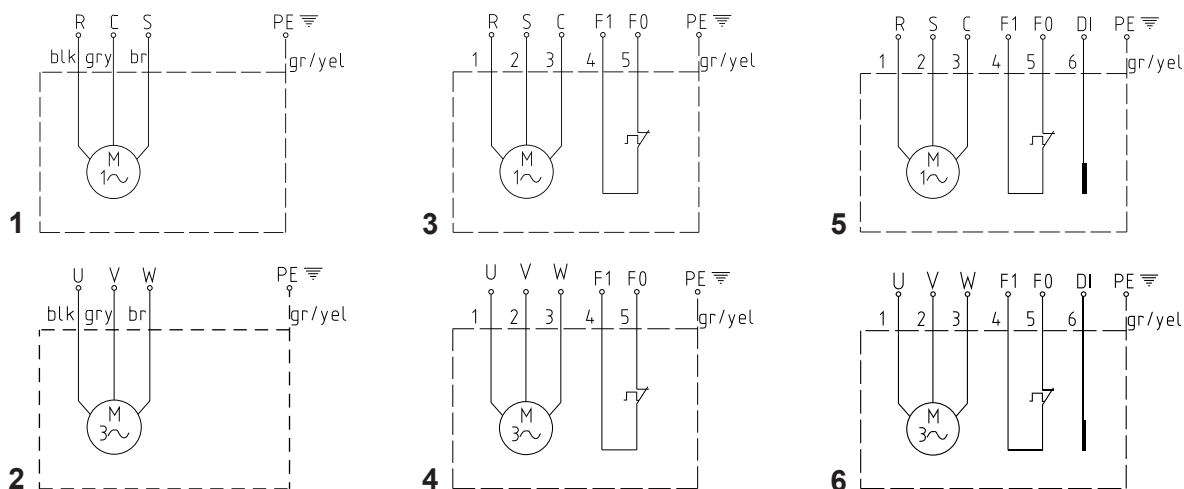 R C S PE
blk gry br gr/yel
M
1~
1
R S C F1 F0 PE
1 2 3 4 5 gr/yel
M
1~
3
R S C F1 F0 DI PE
1 2 3 4 5 6 gr/yel
M
1~
5
U V W PE
blk gry br gr/yel
M
3~
2
U V W F1 F0 PE
1 2 3 4 5 gr/yel
M
3~
4
U V W F1 F0 DI PE
1 2 3 4 5 6 gr/yel
M
3~
6